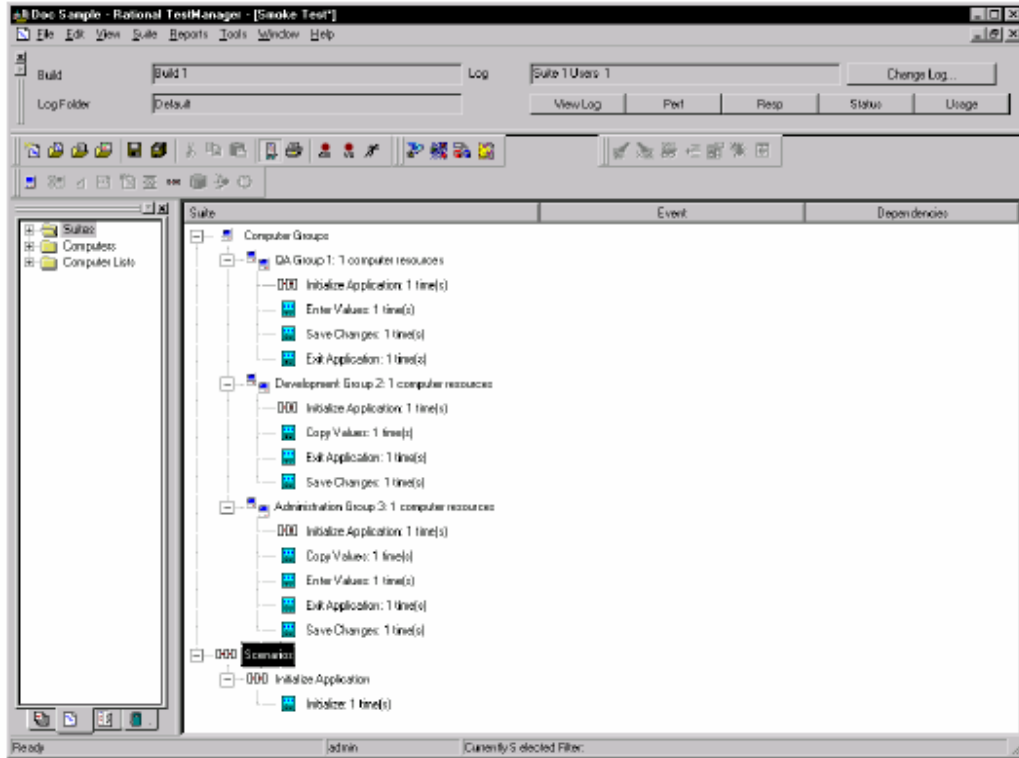 Doc Sample - Rational TestManager - [Smoke Test*]
File Edit View Suite Reports Tools Window Help
Build Build 1 Log Suite 1 Users 1 Change Log...
Log Folder Default View Log Perf Resp Status Usage
Suite Event Dependencies
Suites
Computers
Computer Lists
Computer Groups
QA Group 1: 1 computer resources
Initialize Application: 1 time(s)
Enter Values: 1 time(s)
Save Changes: 1 time(s)
Exit Application: 1 time(s)
Development Group 2: 1 computer resources
Initialize Application: 1 time(s)
Copy Values: 1 time(s)
Exit Application: 1 time(s)
Save Changes: 1 time(s)
Administration Group 3: 1 computer resources
Initialize Application: 1 time(s)
Copy Values: 1 time(s)
Enter Values: 1 time(s)
Exit Application: 1 time(s)
Save Changes: 1 time(s)
Scenarios
Initialize Application
Initialize: 1 time(s)
Ready admin Currently Selected Filter: